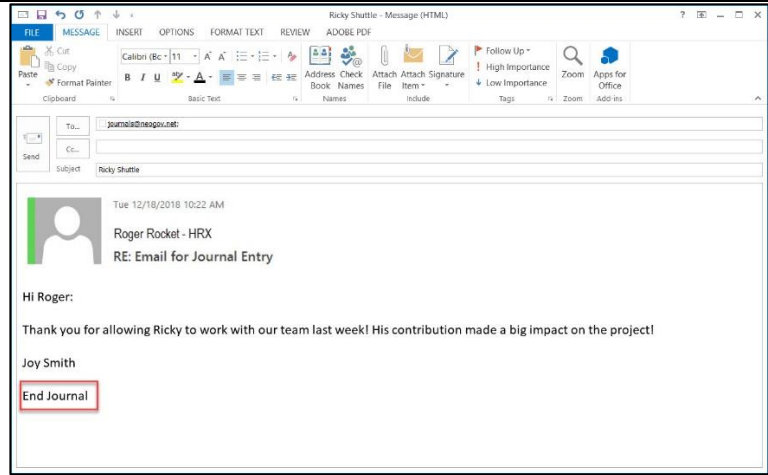 Ricky Shuttle - Message (HTML)
FILE MESSAGE INSERT OPTIONS FORMAT TEXT REVIEW ADOBE PDF
Cut
Copy
Format Painter
Paste
Clipboard
Calibri (Bc 11
B I U
Basic Text
Address Book
Check Names
Names
Attach File
Attach Item
Signature
Include
Follow Up
High Importance
Low Importance
Tags
Zoom
Zoom
Apps for Office
Add-ins
Send
To...
journals@neogov.net;
Cc...
Subject
Ricky Shuttle
Tue 12/18/2018 10:22 AM
Roger Rocket - HRX
RE: Email for Journal Entry
Hi Roger:
Thank you for allowing Ricky to work with our team last week! His contribution made a big impact on the project!
Joy Smith
End Journal